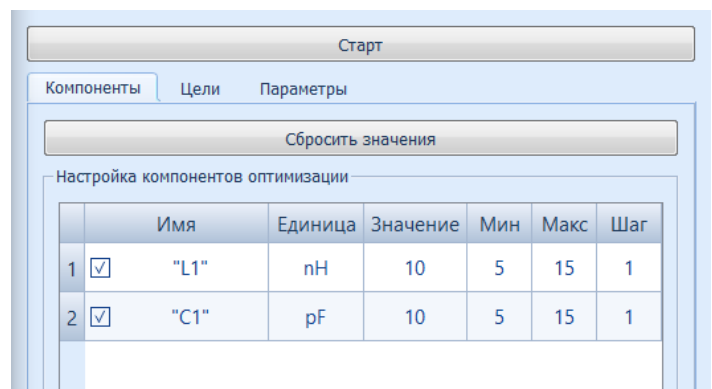 Старт
Компоненты Цели Параметры
Сбросить значения
Настройка компонентов оптимизации
Имя Единица Значение Мин Макс Шаг
1 "L1" nH 10 5 15 1
2 "C1" pF 10 5 15 1